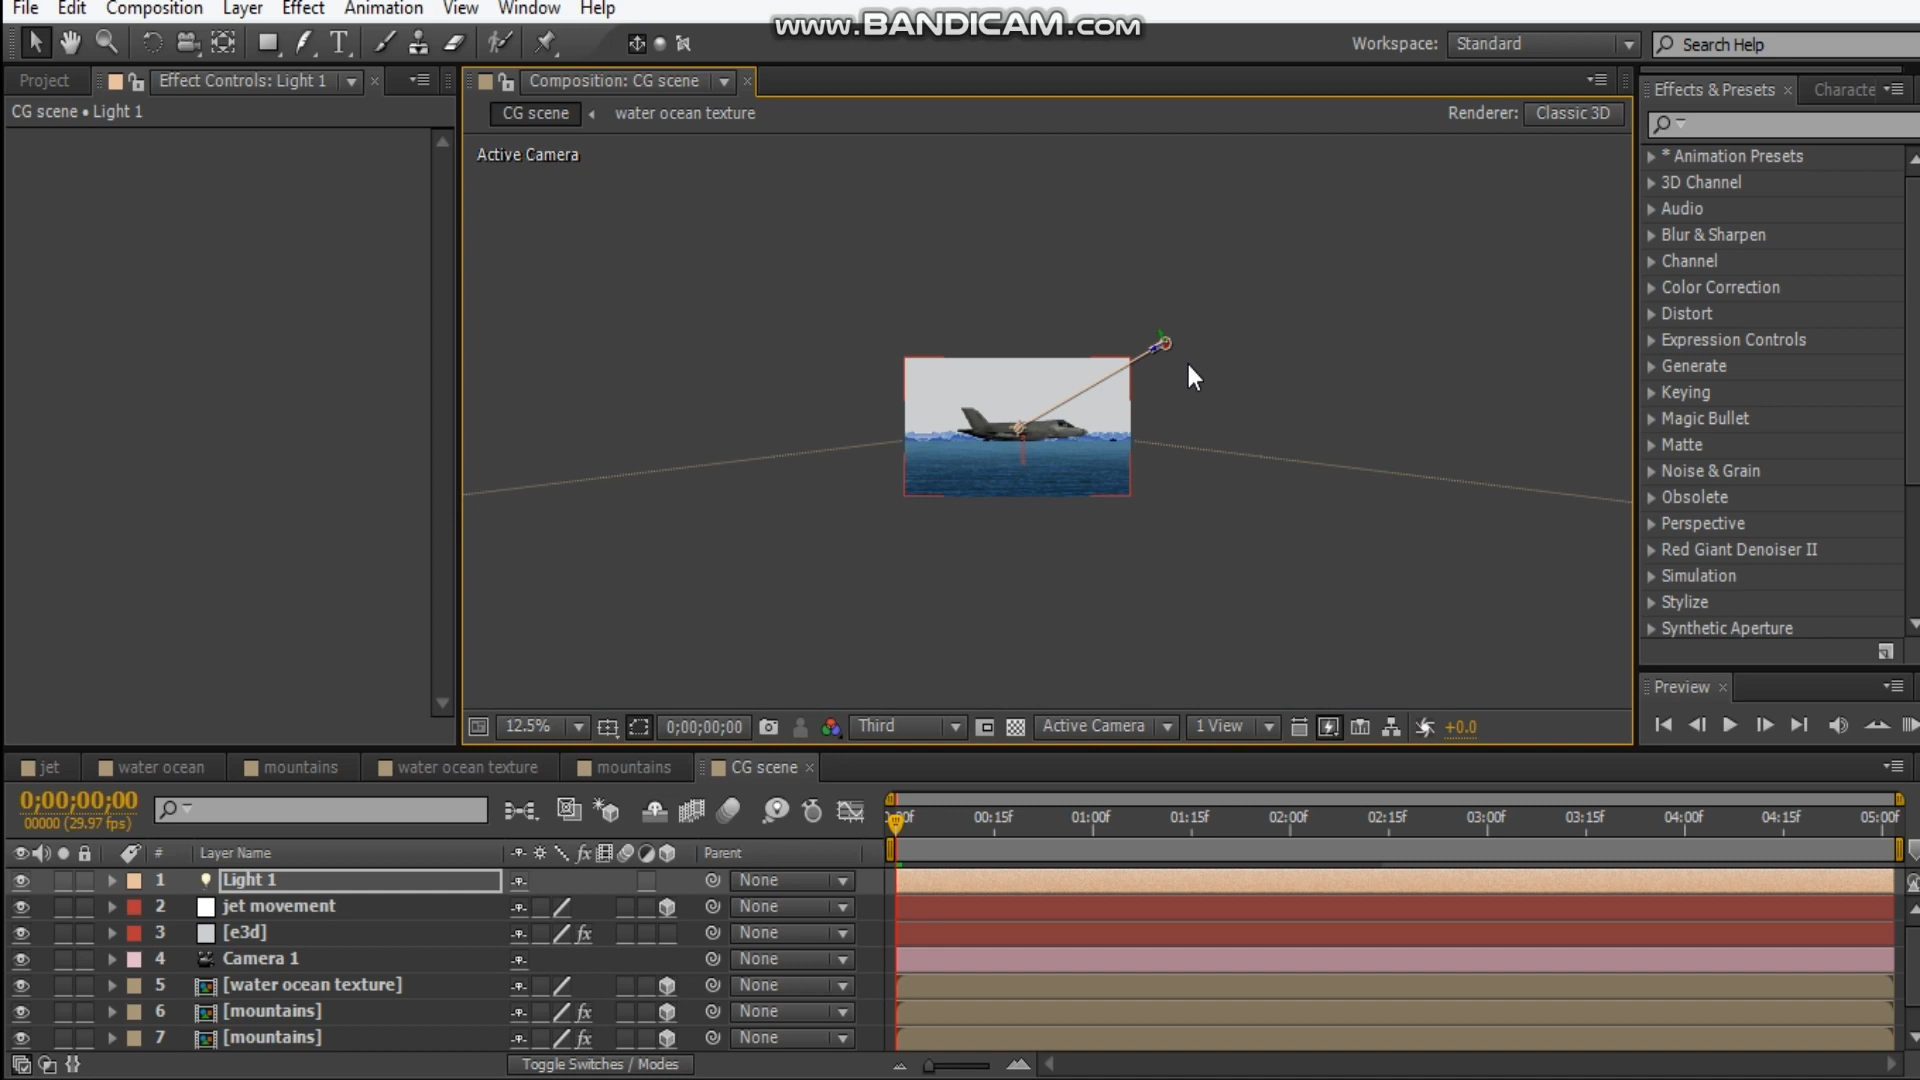 File Edit Composition Layer Effect Animation View Window Help
www.BANDICAM.com
Workspace: Standard Search Help
Project Effect Controls: Light 1 Composition: CG scene Effects & Presets Characte
CG scene • Light 1 CG scene water ocean texture Renderer: Classic 3D
Active Camera
* Animation Presets
3D Channel
Audio
Blur & Sharpen
Channel
Color Correction
Distort
Expression Controls
Generate
Keying
Magic Bullet
Matte
Noise & Grain
Obsolete
Perspective
Red Giant Denoiser II
Simulation
Stylize
Synthetic Aperture
Preview
12.5% 0;00;00;00 Third Active Camera 1 View +0.0
jet water ocean mountains water ocean texture mountains CG scene
0;00;00;00
00000 (29.97 fps)
00f 00:15f 01:00f 01:15f 02:00f 02:15f 03:00f 03:15f 04:00f 04:15f 05:00f
# Layer Name fx Parent
1 Light 1 None
2 jet movement None
3 [e3d] fx None
4 Camera 1 None
5 [water ocean texture] None
6 [mountains] fx None
7 [mountains] fx None
Toggle Switches / Modes